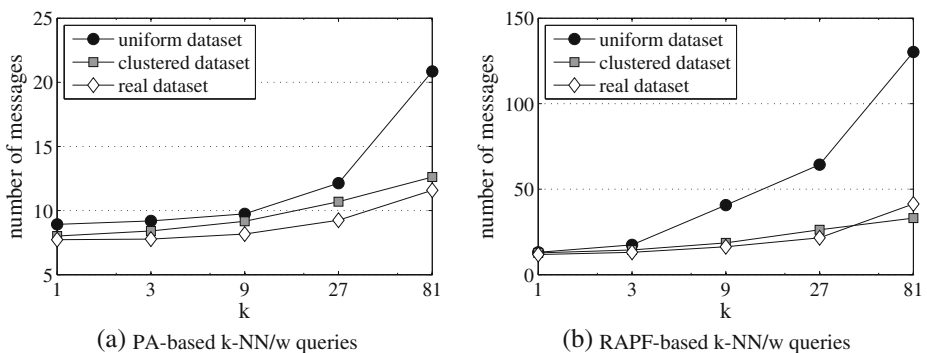 25
20
15
10
5
number of messages
uniform dataset
clustered dataset
real dataset
1 3 9 27 81
k
(a) PA-based k-NN/w queries
150
100
50
0
number of messages
uniform dataset
clustered dataset
real dataset
1 3 9 27 81
k
(b) RAPF-based k-NN/w queries